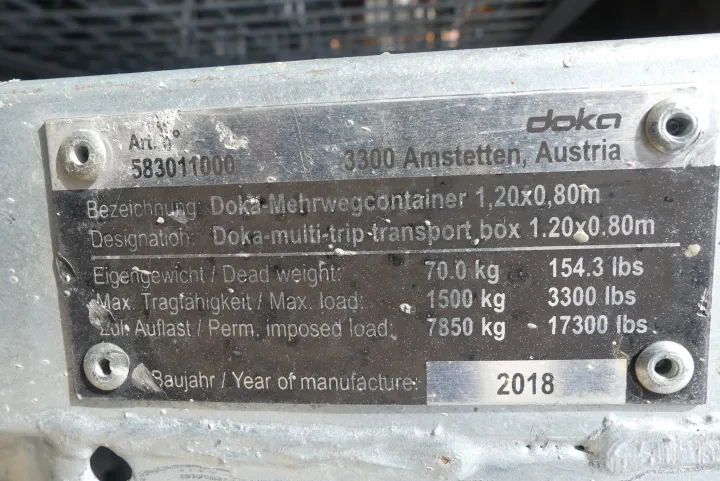 doka
Art. n°
583011000
3300 Amstetten, Austria
Bezeichnung: Doka-Mehrwegcontainer 1,20x0,80m
Designation: Doka-multi-trip transport box 1.20x0.80m
Eigengewicht / Dead weight: 70.0 kg 154.3 lbs
Max. Tragfähigkeit / Max. load: 1500 kg 3300 lbs
Zul. Auflast / Perm. imposed load: 7850 kg 17300 lbs
Baujahr / Year of manufacture: 2018